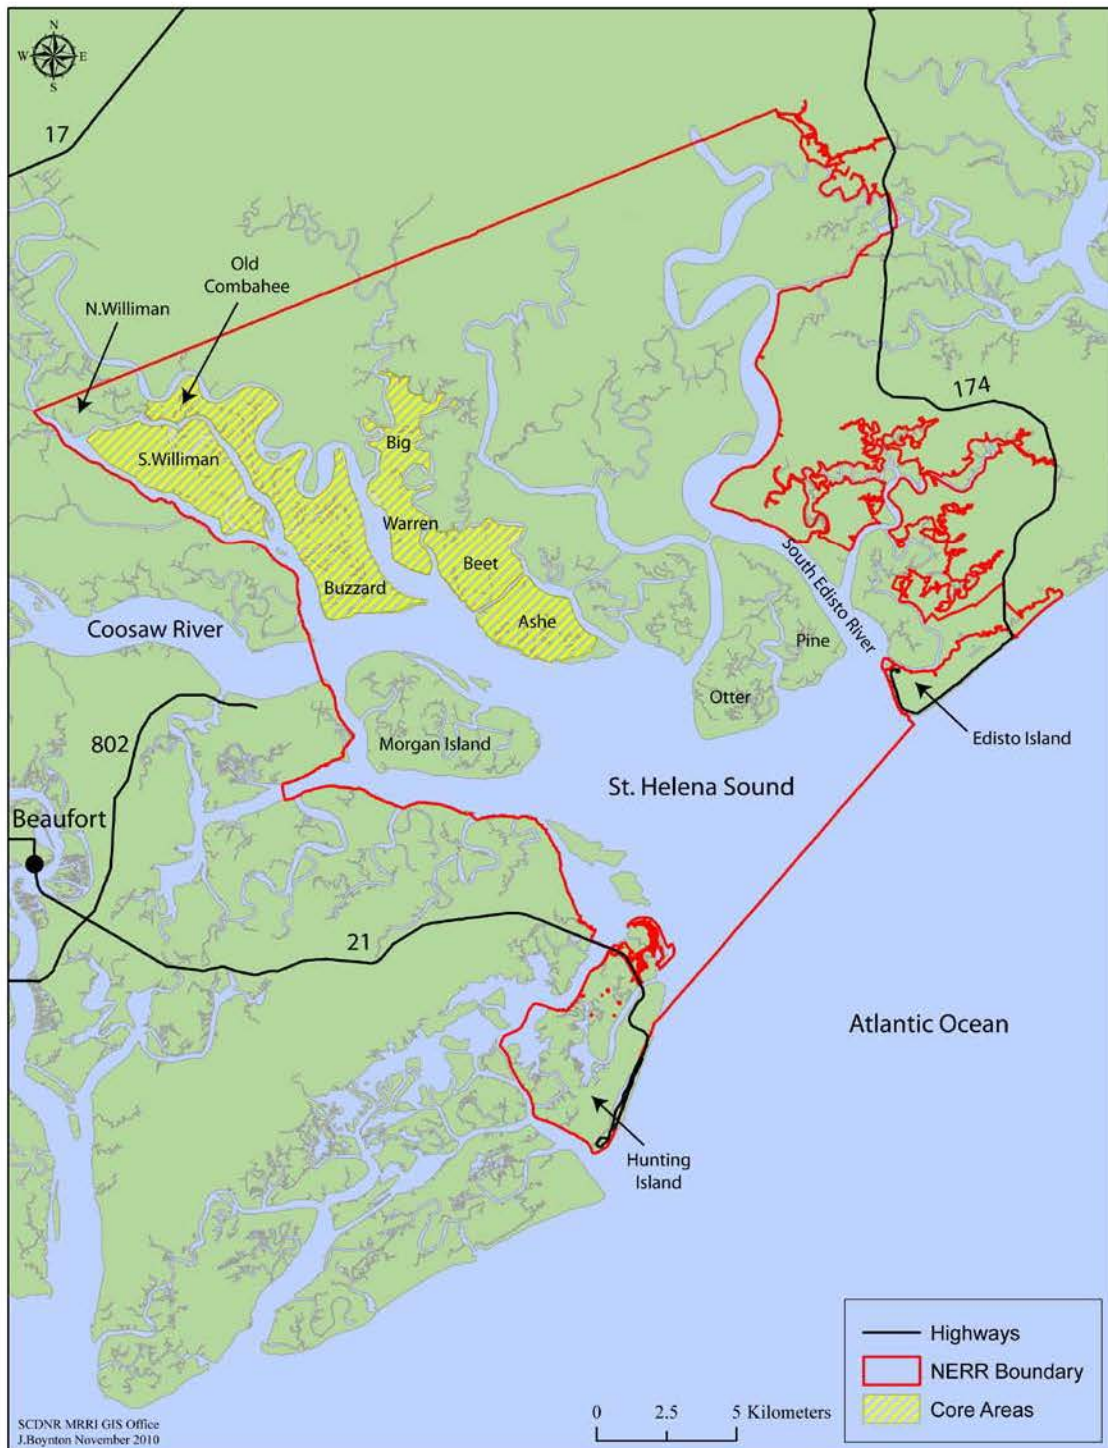 N
W E
S
17
Old
Combahee
N.Williman
174
Big
S.Williman
Warren
Beet
South Edisto River
Buzzard
Ashe
Coosaw River
Pine
Otter
Edisto Island
802
Morgan Island
St. Helena Sound
Beaufort
21
Atlantic Ocean
Hunting
Island
Highways
NERR Boundary
Core Areas
0 2.5 5 Kilometers
SCDNR MRRI GIS Office
J.Boynton November 2010